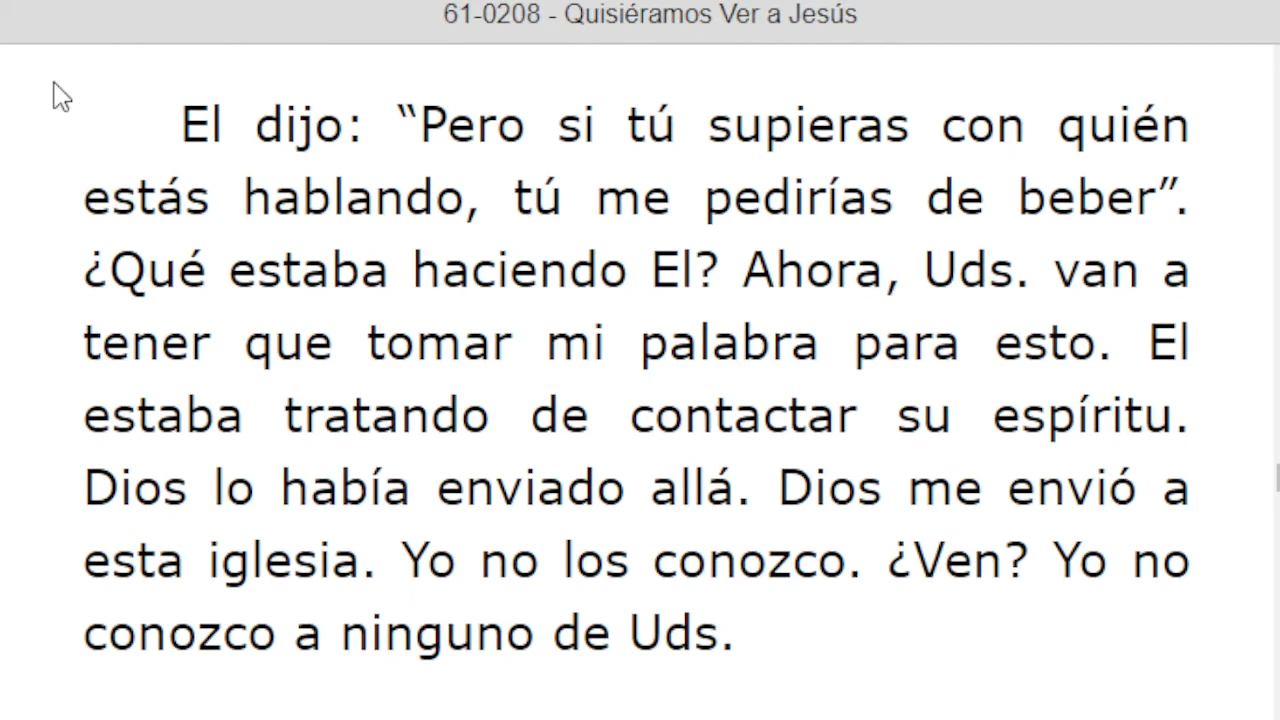 61-0208 - Quisiéramos Ver a Jesús
El dijo: “Pero si tú supieras con quién
estás hablando, tú me pedirías de beber”.
¿Qué estaba haciendo El? Ahora, Uds. van a
tener que tomar mi palabra para esto. El
estaba tratando de contactar su espíritu.
Dios lo había enviado allá. Dios me envió a
esta iglesia. Yo no los conozco. ¿Ven? Yo no
conozco a ninguno de Uds.